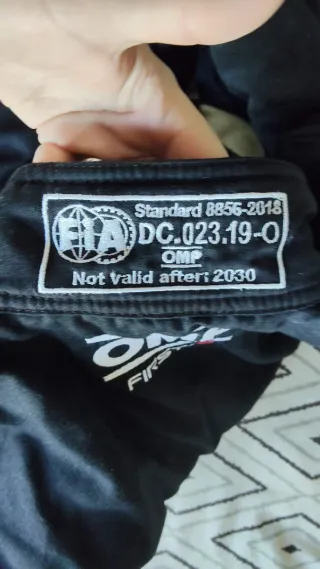 FIA
Standard 8856-2018
DC.023.19-O
OMP
Not valid after: 2030
OMP
FIRST